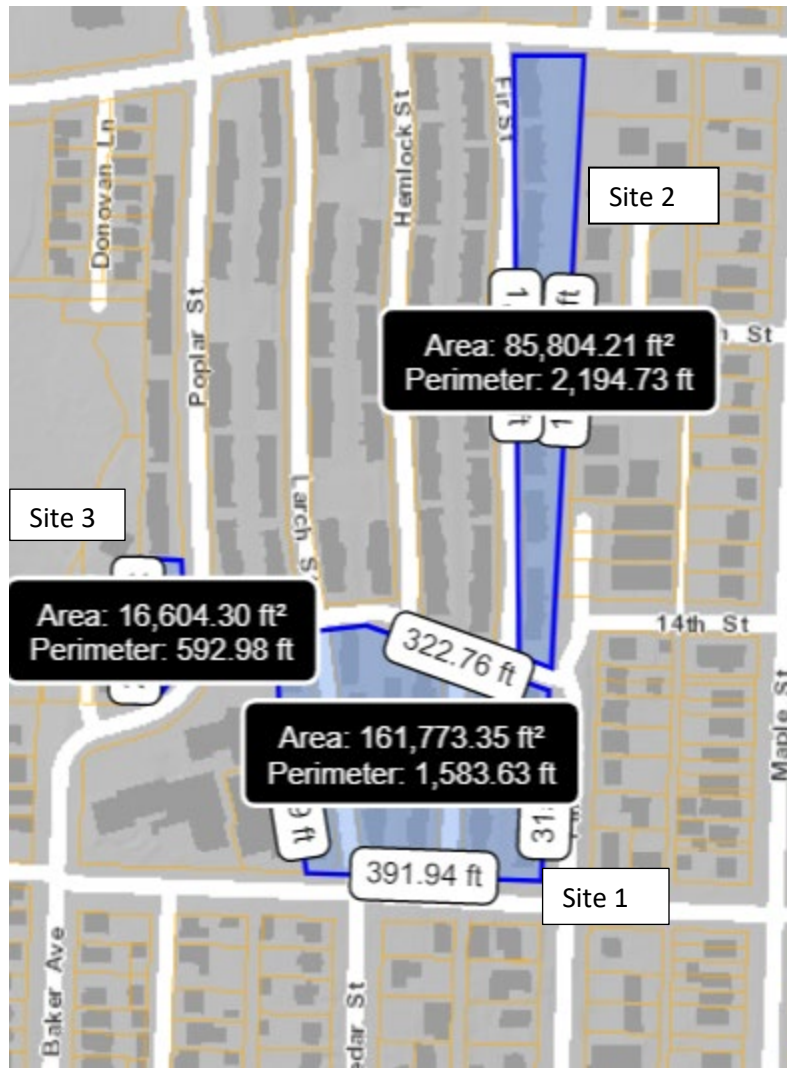 Donovan Ln
Poplar St
Hemlock St
Fir St
Site 2
Area: 85,804.21 ft²
Perimeter: 2,194.73 ft
St
Larch S
Site 3
Area: 16,604.30 ft²
Perimeter: 592.98 ft
322.76 ft
14th St
Maple St
Area: 161,773.35 ft²
Perimeter: 1,583.63 ft
391.94 ft
Site 1
Baker Ave
edar St